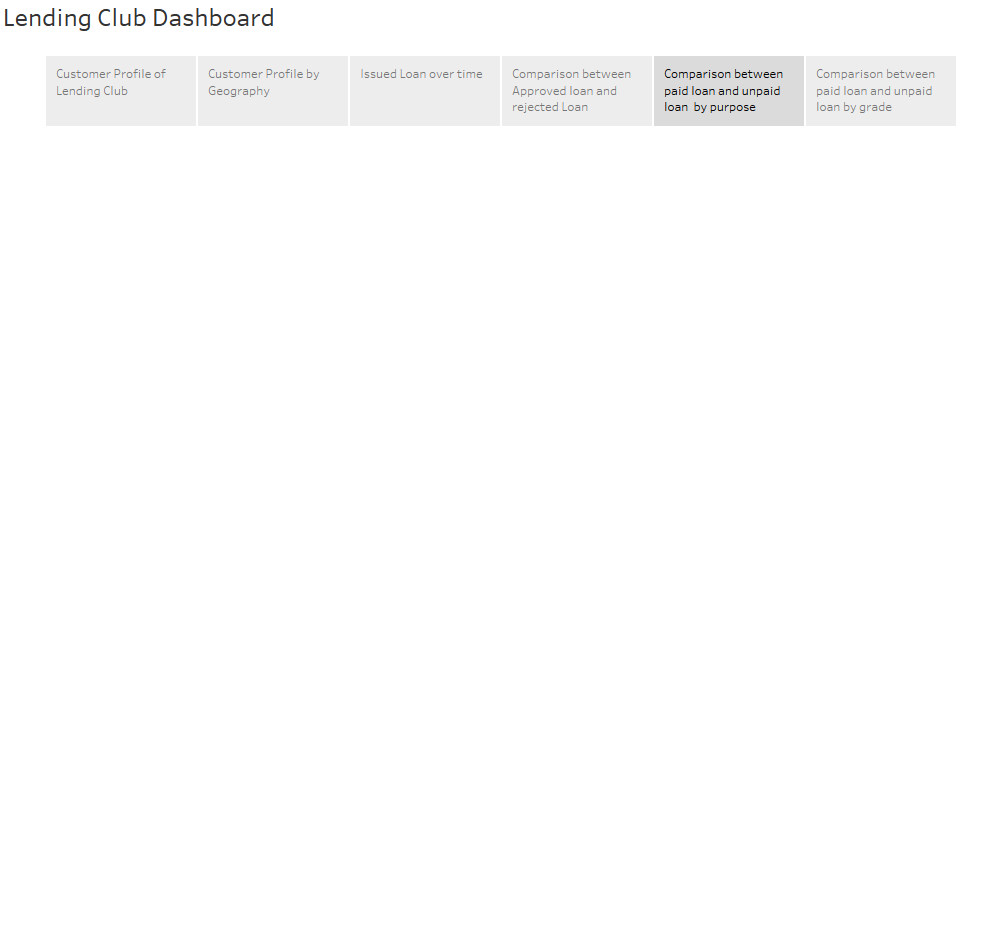 Lending Club Dashboard
Customer Profile of
Lending Club
Customer Profile by
Geography
Issued Loan over time
Comparison between
Approved loan and
rejected Loan
Comparison between
paid loan and unpaid
loan  by purpose
Comparison between
paid loan and unpaid
loan by grade